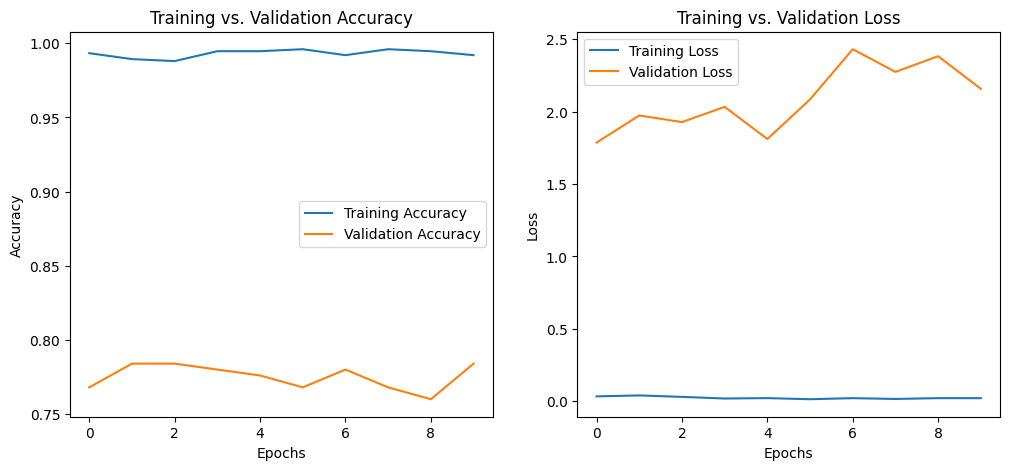 Training vs. Validation Accuracy
1.00
0.95
0.90
0.85
0.80
0.75
Accuracy
Training Accuracy
Validation Accuracy
0 2 4 6 8
Epochs
Training vs. Validation Loss
2.5
2.0
1.5
1.0
0.5
0.0
Loss
Training Loss
Validation Loss
0 2 4 6 8
Epochs